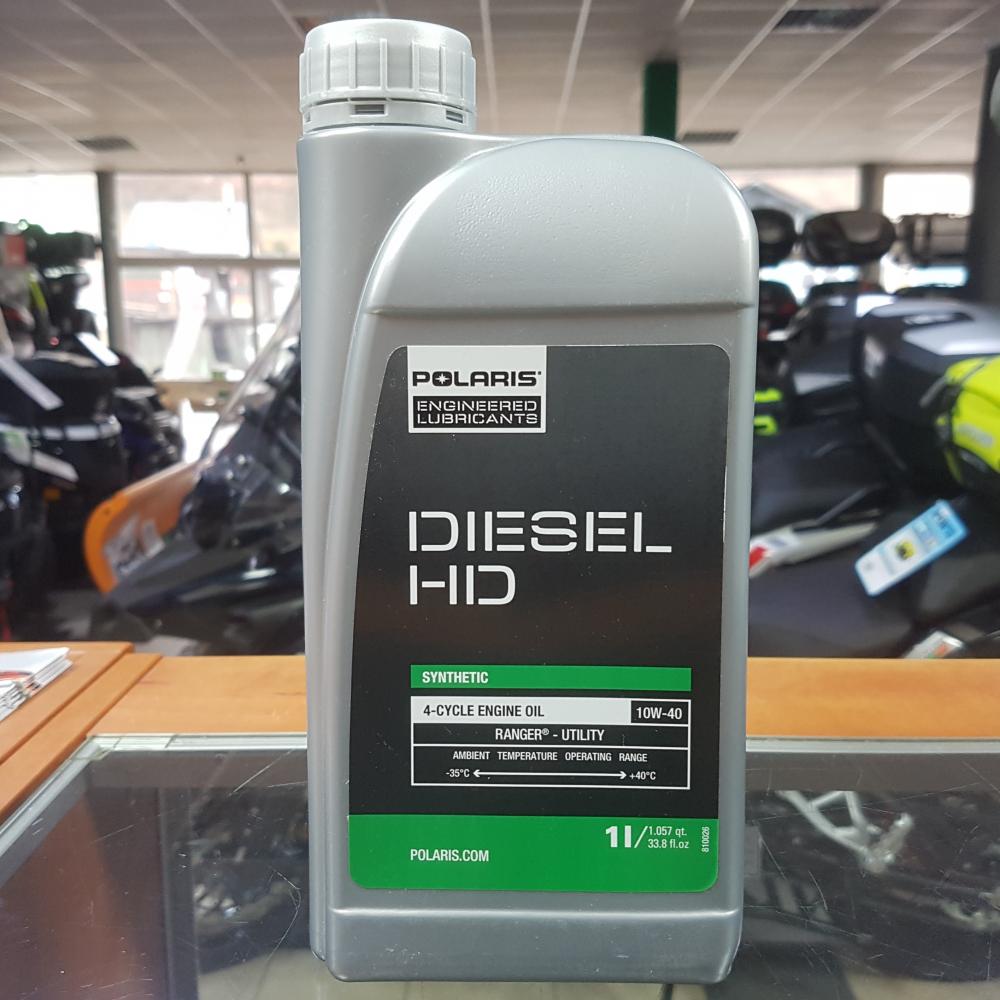 POLARIS®
ENGINEERED
LUBRICANTS
DIESEL
HD
SYNTHETIC
4-CYCLE ENGINE OIL 10W-40
RANGER® - UTILITY
AMBIENT TEMPERATURE OPERATING RANGE
-35°C +40°C
1l/ 1.057 qt.
33.8 fl.oz
810026
POLARIS.COM